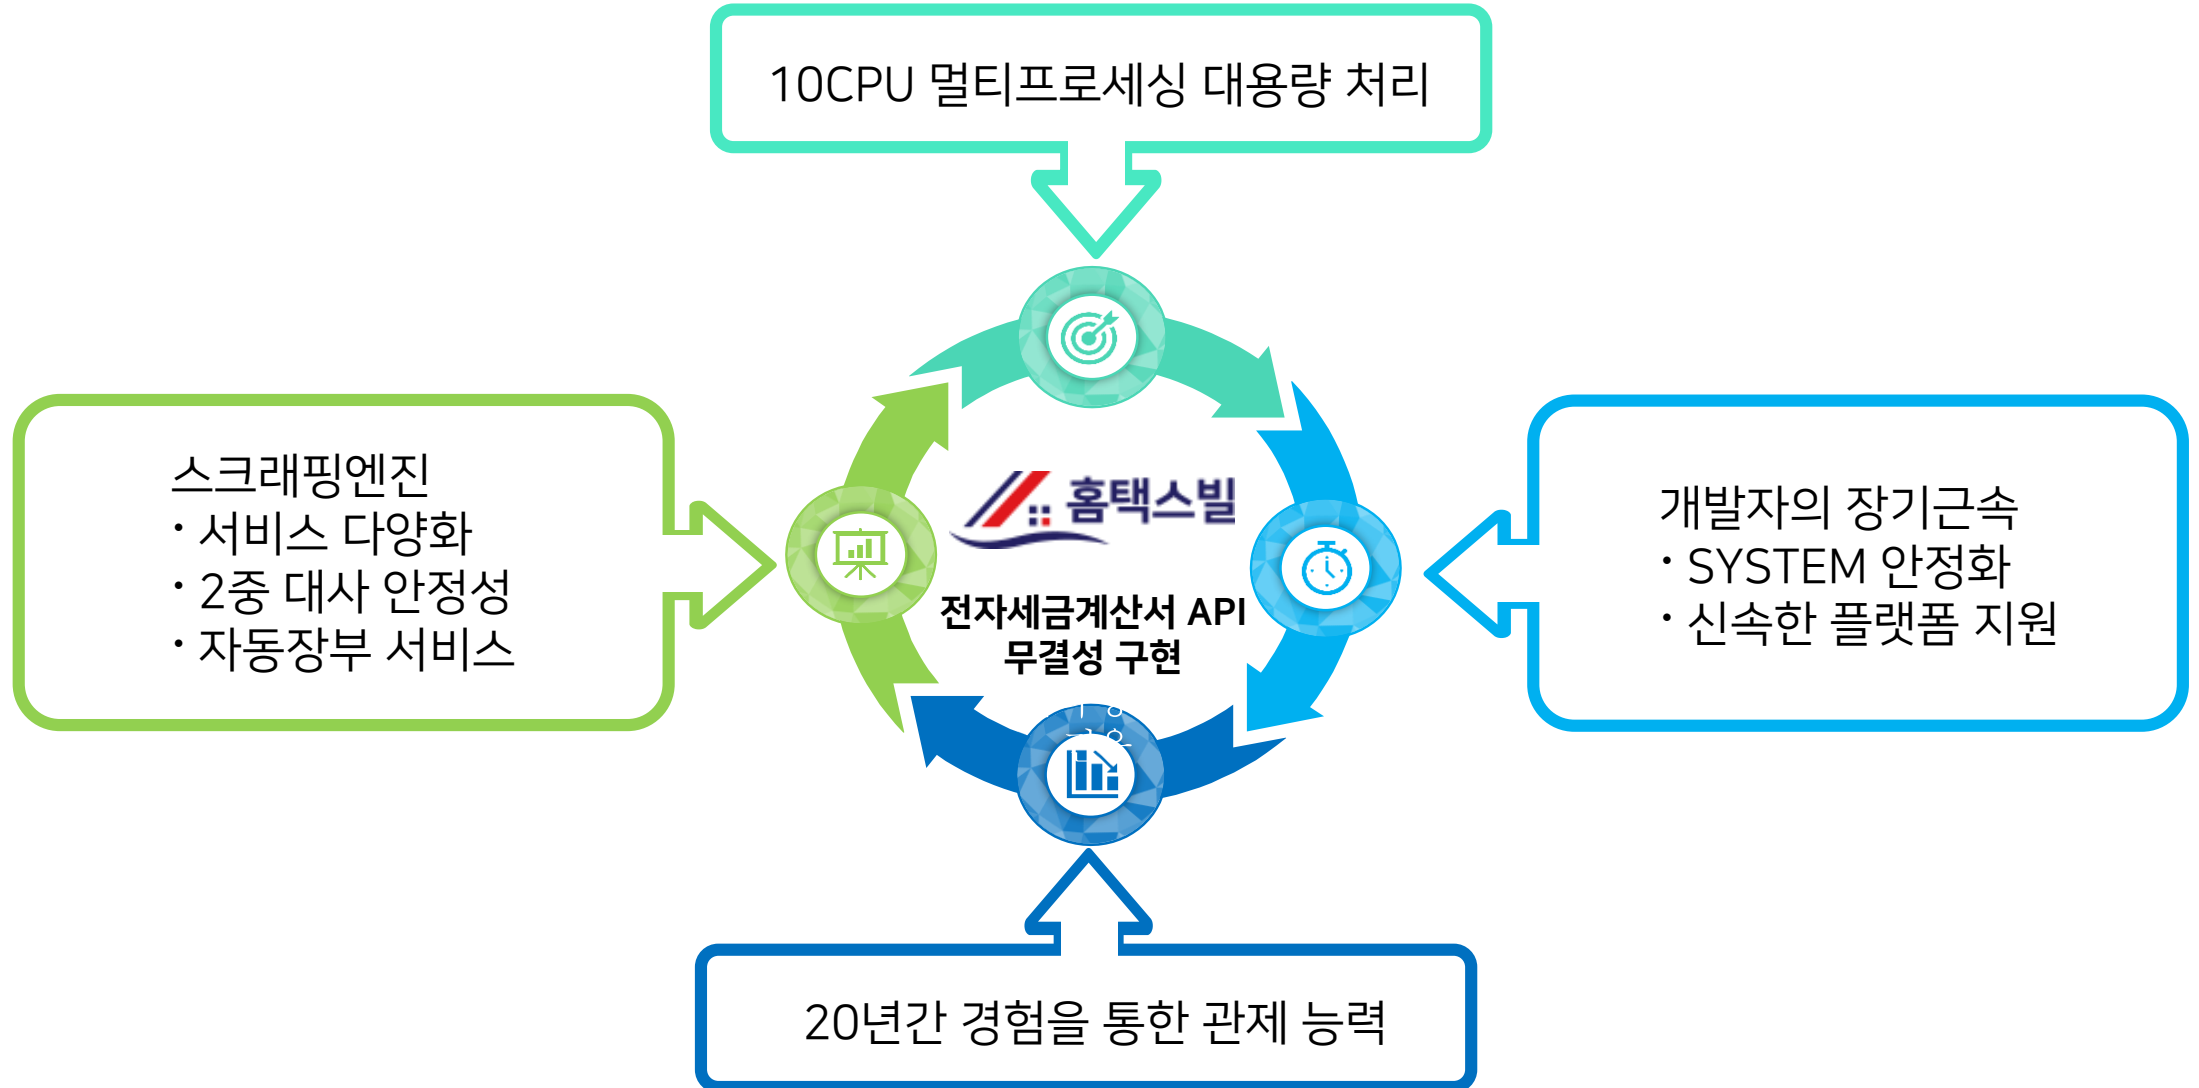 10CPU 멀티프로세싱 대용량 처리
스크래핑엔진
· 서비스 다양화
· 2중 대사 안정성
· 자동장부 서비스
홈택스빌
전자세금계산서 API
무결성 구현
개발자의 장기근속
· SYSTEM 안정화
· 신속한 플랫폼 지원
20년간 경험을 통한 관제 능력